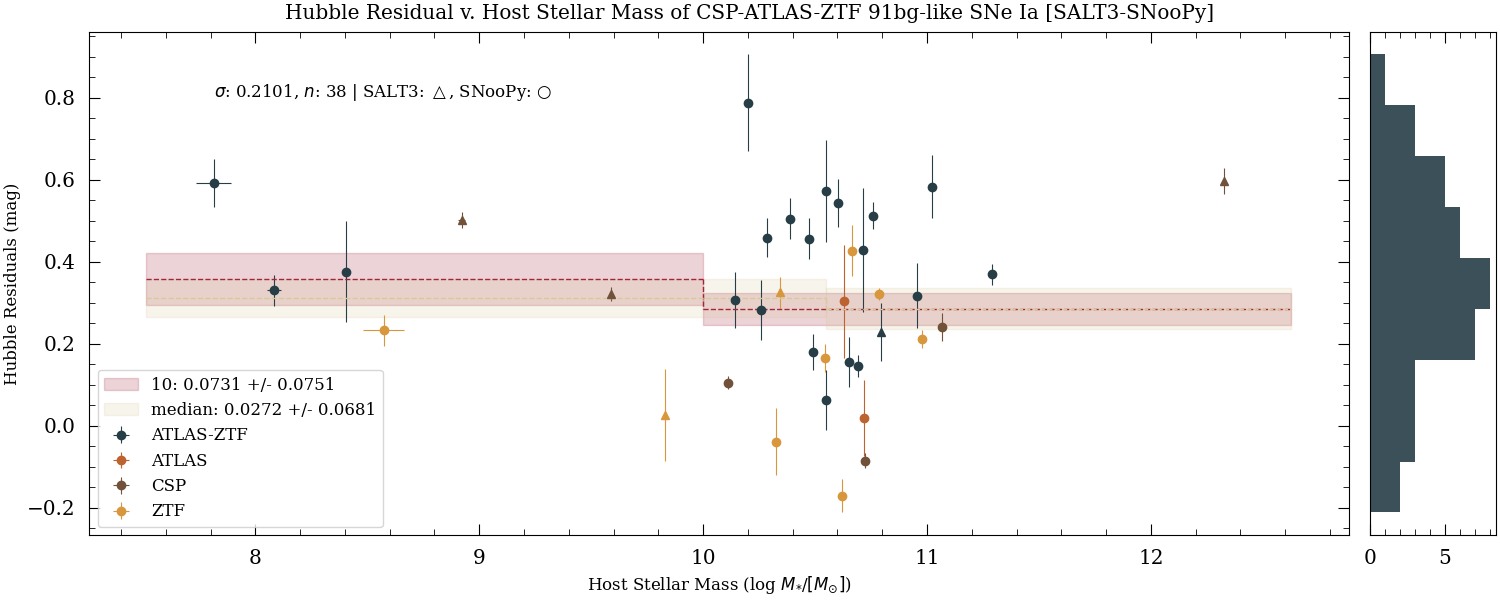 Hubble Residual v. Host Stellar Mass of CSP-ATLAS-ZTF 91bg-like SNe Ia [SALT3-SNooPy]
σ: 0.2101, n: 38 | SALT3: △, SNooPy: ○
Hubble Residuals (mag)
0.8
0.6
0.4
0.2
0.0
−0.2
10: 0.0731 +/- 0.0751
median: 0.0272 +/- 0.0681
ATLAS-ZTF
ATLAS
CSP
ZTF
8 9 10 11 12
0 5
Host Stellar Mass (log M*/[M⊙])